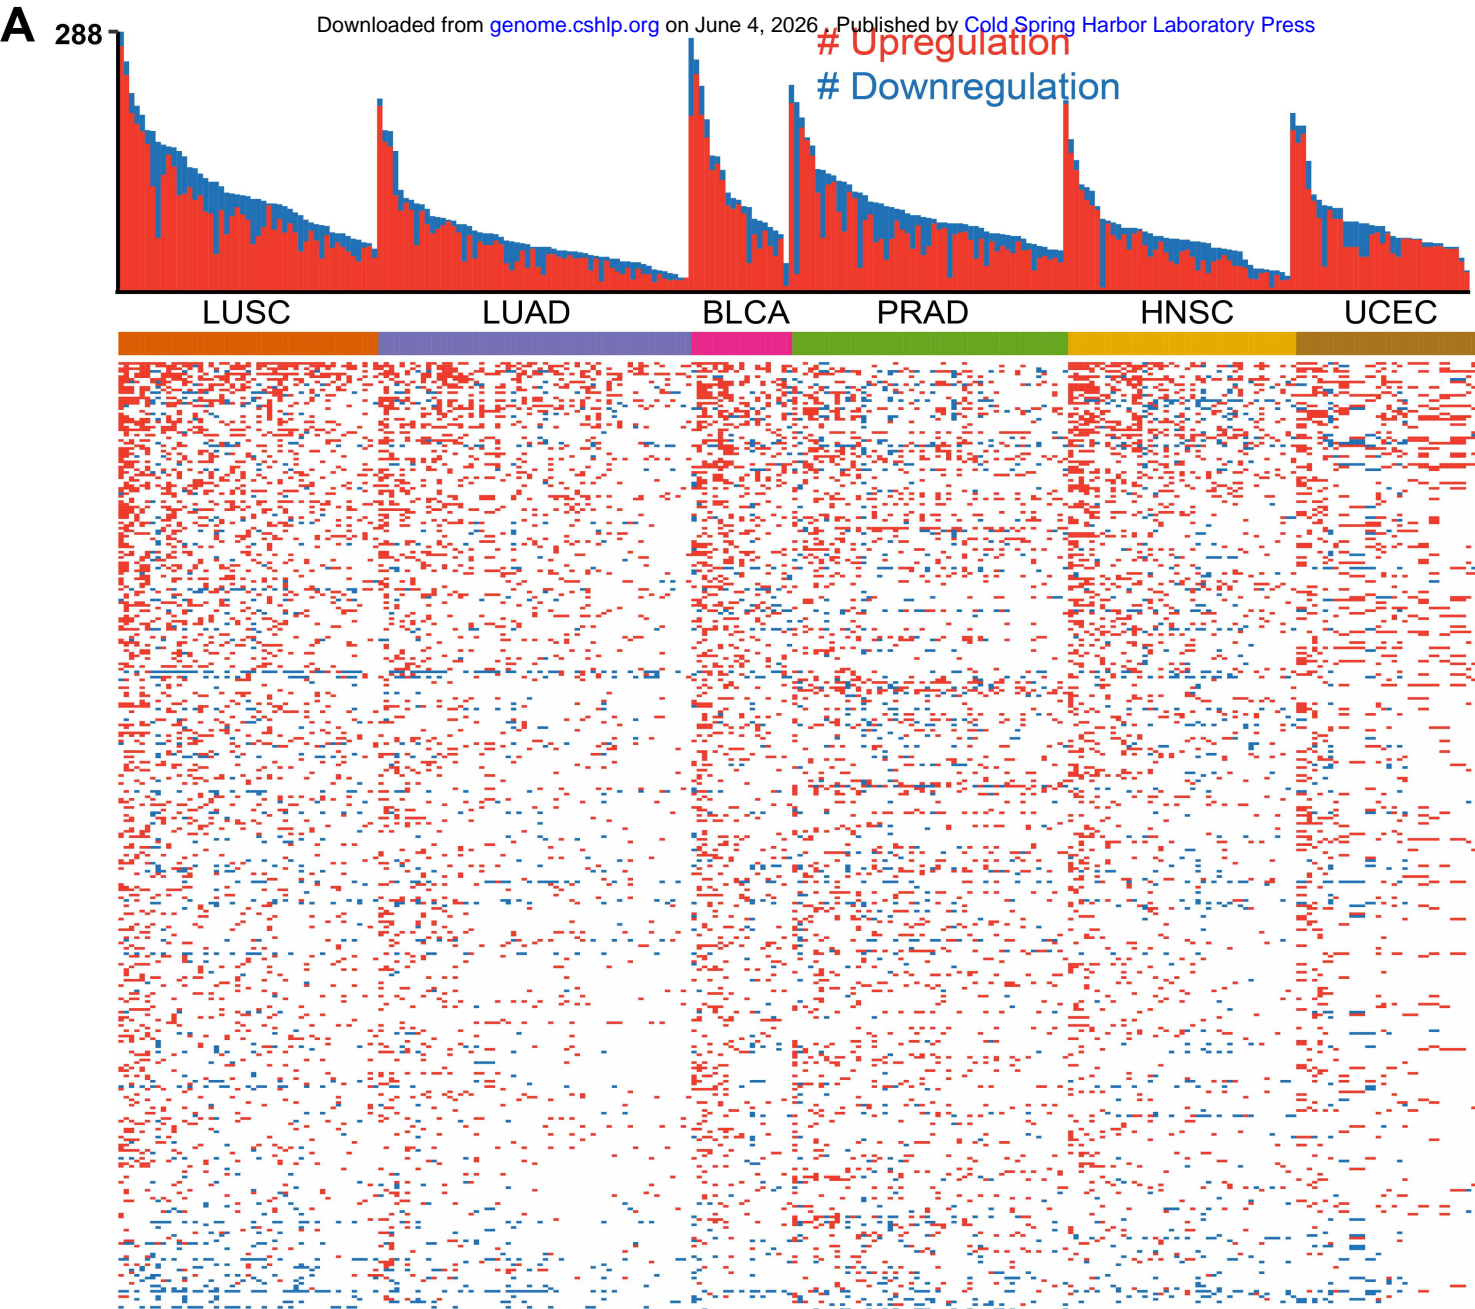 Downloaded from genome.cshlp.org on June 4, 2026 . Published by Cold Spring Harbor Laboratory Press
A
288
# Upregulation
# Downregulation
LUSC LUAD BLCA PRAD HNSC UCEC